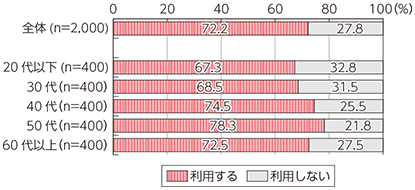 0 20 40 60 80 100 (%)
全体 (n=2,000) 72.2 27.8
20 代以下 (n=400) 67.3 32.8
30 代 (n=400) 68.5 31.5
40 代 (n=400) 74.5 25.5
50 代 (n=400) 78.3 21.8
60 代以上 (n=400) 72.5 27.5
利用する 利用しない